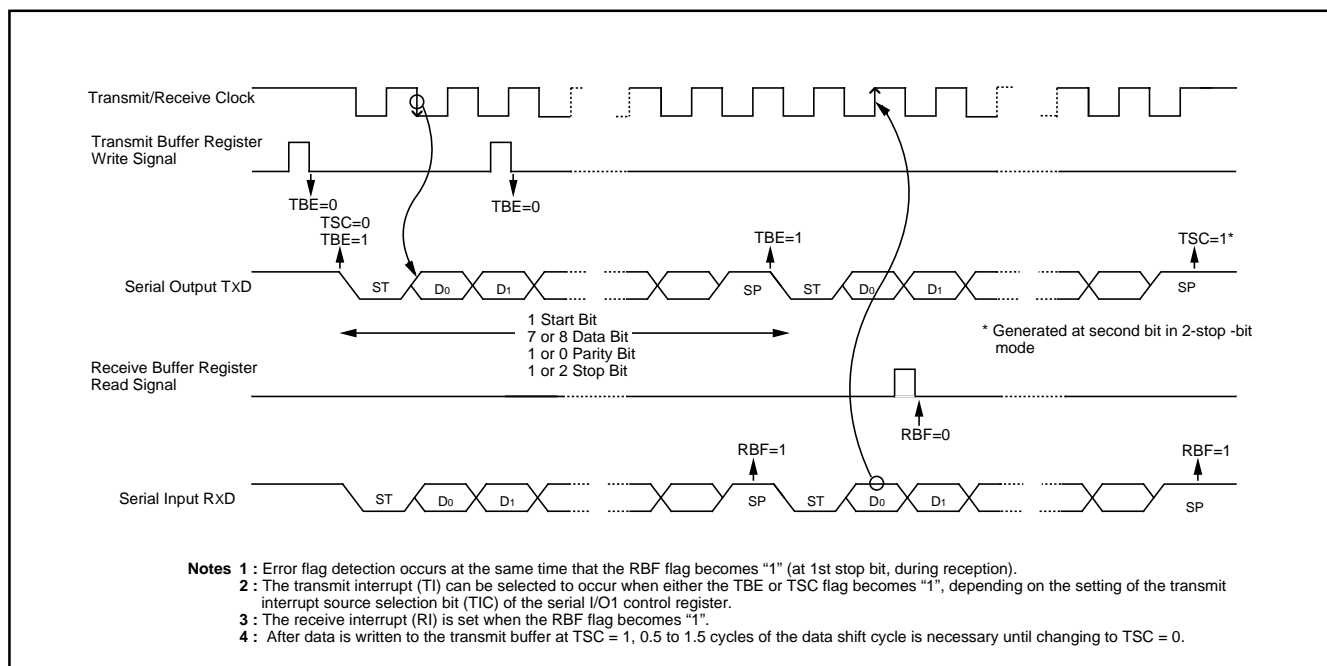 Transmit/Receive Clock
Transmit Buffer Register
Write Signal
TBE=0
TBE=0
TSC=0
TBE=1
TBE=1
TSC=1*
Serial Output TXD
ST
D0
D1
SP
ST
D0
D1
SP
1 Start Bit
7 or 8 Data Bit
1 or 0 Parity Bit
1 or 2 Stop Bit
* Generated at second bit in 2-stop -bit
mode
Receive Buffer Register
Read Signal
RBF=0
RBF=1
RBF=1
Serial Input RXD
ST
D0
D1
SP
ST
D0
D1
SP
Notes 1 : Error flag detection occurs at the same time that the RBF flag becomes “1” (at 1st stop bit, during reception).
2 : The transmit interrupt (TI) can be selected to occur when either the TBE or TSC flag becomes “1”, depending on the setting of the transmit
interrupt source selection bit (TIC) of the serial I/O1 control register.
3 : The receive interrupt (RI) is set when the RBF flag becomes “1”.
4 : After data is written to the transmit buffer at TSC = 1, 0.5 to 1.5 cycles of the data shift cycle is necessary until changing to TSC = 0.